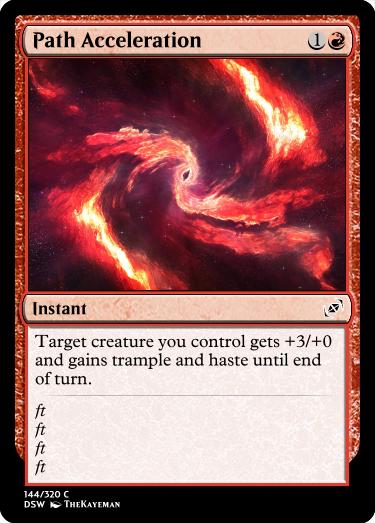 Path Acceleration 1
Instant
Target creature you control gets +3/+0
and gains trample and haste until end
of turn.
ft
ft
ft
ft
144/320 C
DSW TheKayeman